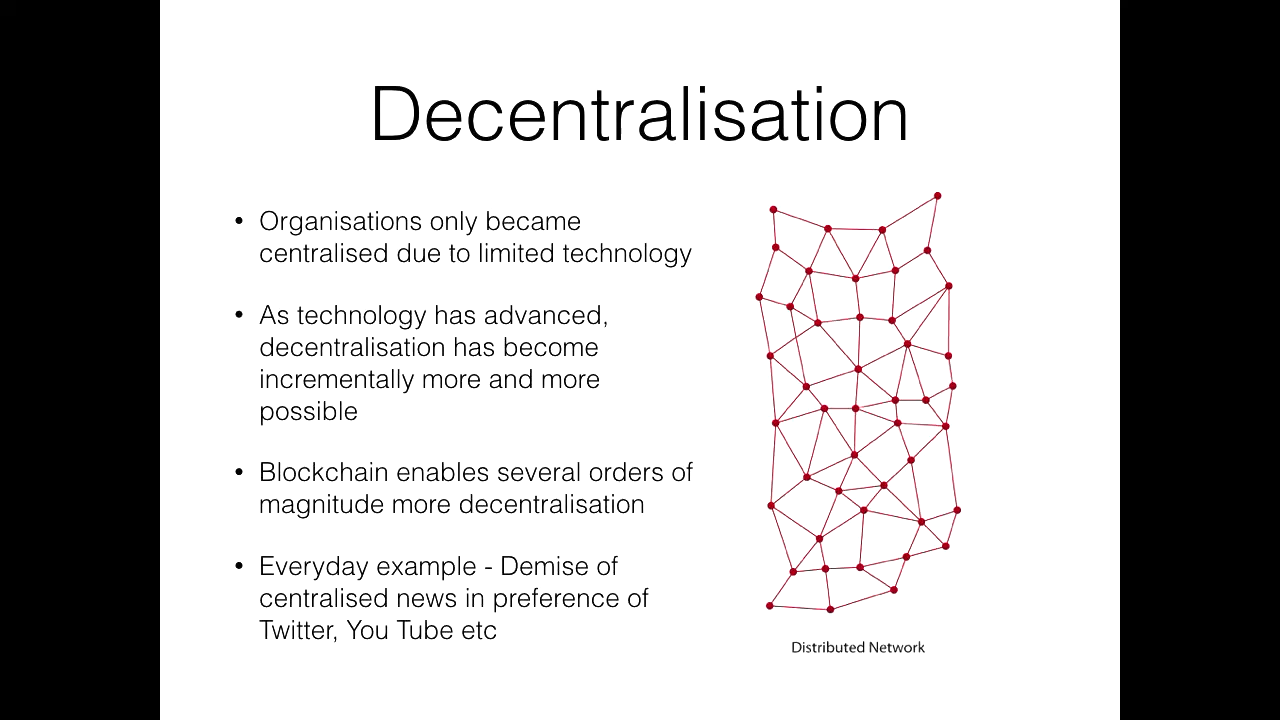 Decentralisation
• Organisations only became
centralised due to limited technology
• As technology has advanced,
decentralisation has become
incrementally more and more
possible
• Blockchain enables several orders of
magnitude more decentralisation
• Everyday example - Demise of
centralised news in preference of
Twitter, You Tube etc
Distributed Network